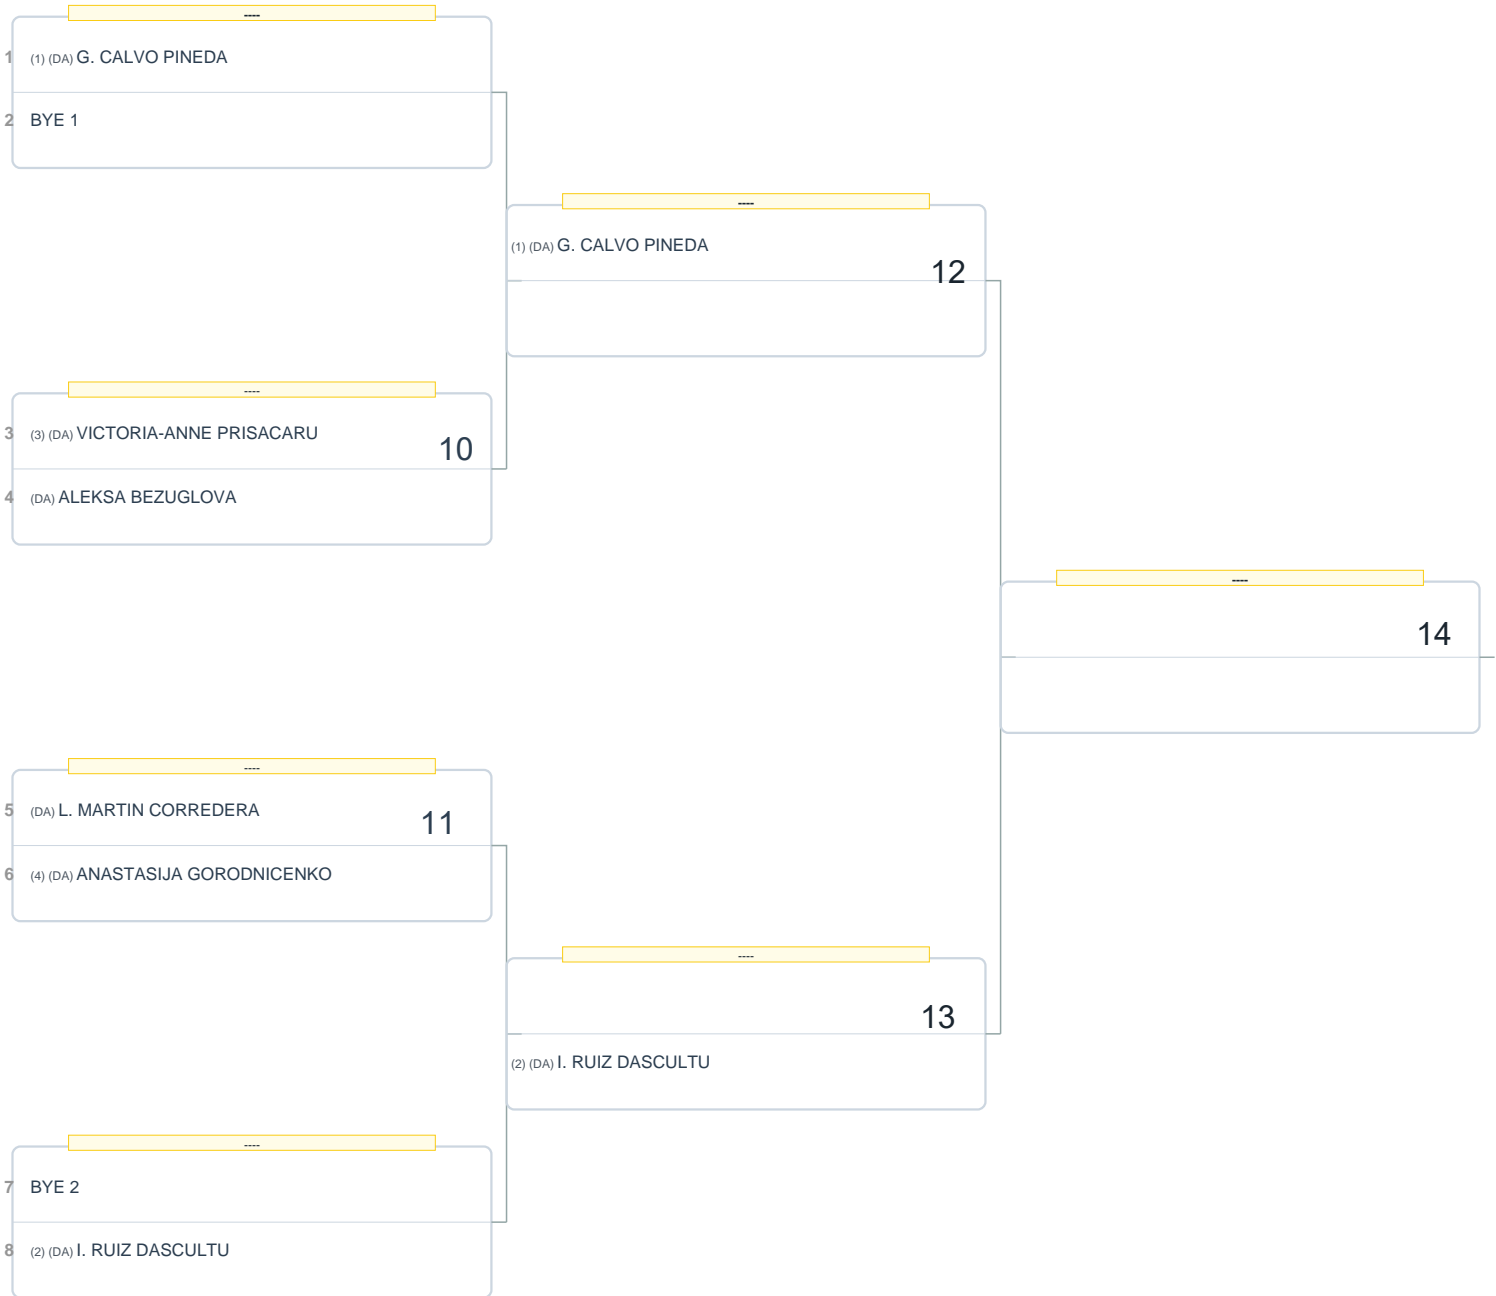 ----
1 (1) (DA) G. CALVO PINEDA
2 BYE 1
----
(1) (DA) G. CALVO PINEDA
12
----
3 (3) (DA) VICTORIA-ANNE PRISACARU
10
4 (DA) ALEKSA BEZUGLOVA
----
14
----
5 (DA) L. MARTIN CORREDERA
11
6 (4) (DA) ANASTASIJA GORODNICENKO
----
13
(2) (DA) I. RUIZ DASCULTU
----
7 BYE 2
8 (2) (DA) I. RUIZ DASCULTU